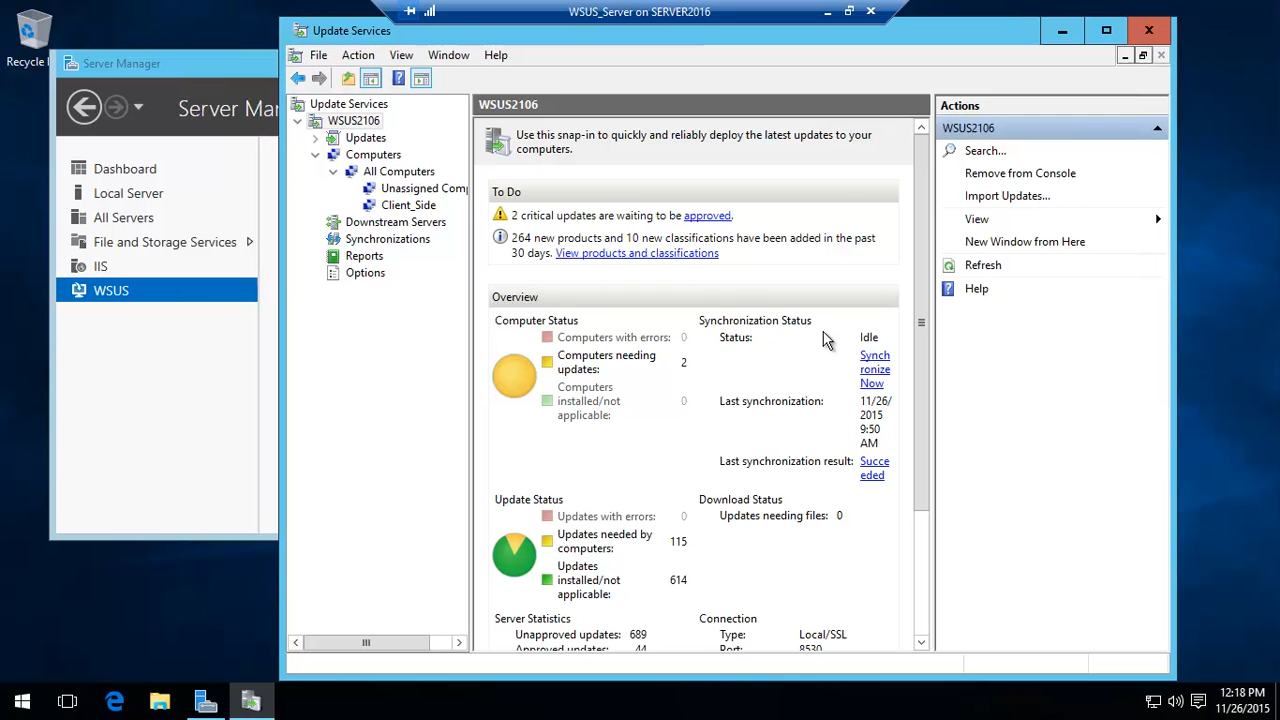 WSUS_Server on SERVER2016
Recycle
Server Manager
Server Ma
Dashboard
Local Server
All Servers
File and Storage Services
IIS
WSUS
Update Services
File Action View Window Help
Update Services
WSUS2106
Updates
Computers
All Computers
Unassigned Comp
Client_Side
Downstream Servers
Synchronizations
Reports
Options
WSUS2106
Use this snap-in to quickly and reliably deploy the latest updates to your
computers.
To Do
2 critical updates are waiting to be approved.
264 new products and 10 new classifications have been added in the past
30 days. View products and classifications
Overview
Computer Status
Computers with errors: 0
Computers needing
updates: 2
Computers
installed/not
applicable: 0
Synchronization Status
Status: Idle
Synch
ronize
Now
Last synchronization: 11/26/
2015
9:50
AM
Last synchronization result: Succe
eded
Update Status
Updates with errors: 0
Updates needed by
computers: 115
Updates
installed/not
applicable: 614
Download Status
Updates needing files: 0
Server Statistics
Unapproved updates: 689
Approved updates: 44
Connection
Type: Local/SSL
Port: 8530
Actions
WSUS2106
Search...
Remove from Console
Import Updates...
View
New Window from Here
Refresh
Help
12:18 PM
11/26/2015